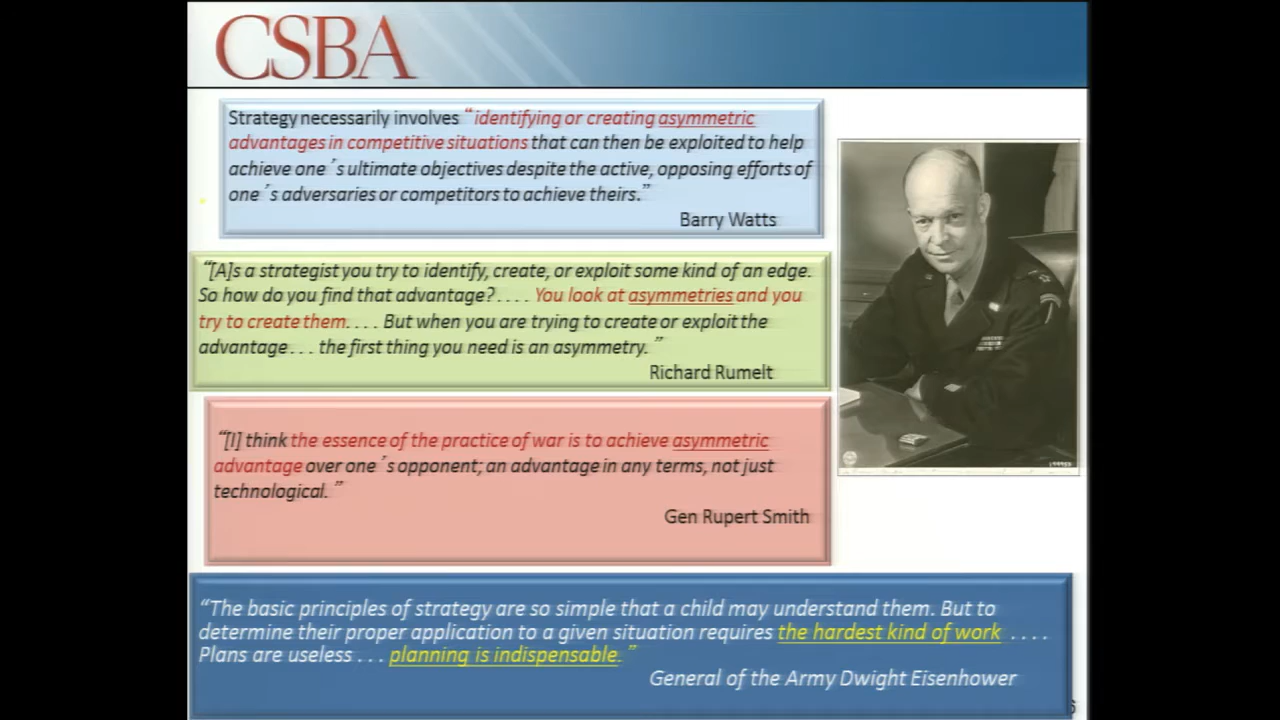 CSBA
Strategy necessarily involves “identifying or creating asymmetric
advantages in competitive situations that can then be exploited to help
achieve one´s ultimate objectives despite the active, opposing efforts of
one´s adversaries or competitors to achieve theirs.”
Barry Watts
“[A]s a strategist you try to identify, create, or exploit some kind of an edge.
So how do you find that advantage?. . . . You look at asymmetries and you
try to create them. . . . But when you are trying to create or exploit the
advantage . . . the first thing you need is an asymmetry. ”
Richard Rumelt
“[I] think the essence of the practice of war is to achieve asymmetric
advantage over one´s opponent; an advantage in any terms, not just
technological. ”
Gen Rupert Smith
“The basic principles of strategy are so simple that a child may understand them. But to
determine their proper application to a given situation requires the hardest kind of work . . . .
Plans are useless . . . planning is indispensable. ”
General of the Army Dwight Eisenhower